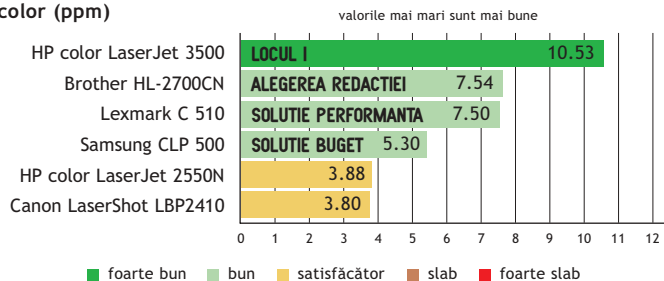 color (ppm)
valorile mai mari sunt mai bune
HP color LaserJet 3500 LOCUL I 10.53
Brother HL-2700CN ALEGEREA REDACTIEI 7.54
Lexmark C 510 SOLUTIE PERFORMANTA 7.50
Samsung CLP 500 SOLUTIE BUGET 5.30
HP color LaserJet 2550N 3.88
Canon LaserShot LBP2410 3.80
0 1 2 3 4 5 6 7 8 9 10 11 12
foarte bun bun satisfăcător slab foarte slab